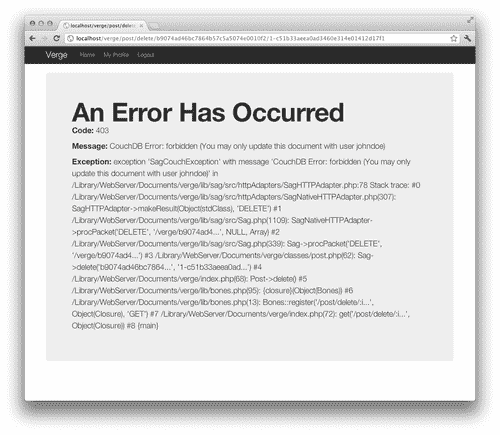 localhost/verge/post/delete
localhost/verge/post/delete/b9074ad46bc7864b57c5a5074e0010f2/1-c51b33aeea0ad3460e314e01412d17f1
Verge Home My Profile Logout
An Error Has Occurred
Code: 403
Message: CouchDB Error: forbidden (You may only update this document with user johndoe)
Exception: exception 'SagCouchException' with message 'CouchDB Error: forbidden (You may only
update this document with user johndoe)' in
/Library/WebServer/Documents/verge/lib/sag/src/httpAdapters/SagHTTPAdapter.php:78 Stack trace: #0
/Library/WebServer/Documents/verge/lib/sag/src/httpAdapters/SagNativeHTTPAdapter.php(307):
SagHTTPAdapter->makeResult(Object(stdClass), 'DELETE') #1
/Library/WebServer/Documents/verge/lib/sag/src/Sag.php(1109): SagNativeHTTPAdapter-
>procPacket('DELETE', '/verge/b9074ad4...', NULL, Array) #2
/Library/WebServer/Documents/verge/lib/sag/src/Sag.php(339): Sag->procPacket('DELETE',
'/verge/b9074ad4...') #3 /Library/WebServer/Documents/verge/classes/post.php(62): Sag-
>delete('b9074ad46bc7864...', '1-c51b33aeea0ad...') #4
/Library/WebServer/Documents/verge/index.php(68): Post->delete() #5
/Library/WebServer/Documents/verge/lib/bones.php(95): {closure}(Object(Bones)) #6
/Library/WebServer/Documents/verge/lib/bones.php(13): Bones::register('/post/delete/:i...',
Object(Closure), 'GET') #7 /Library/WebServer/Documents/verge/index.php(72): get('/post/delete/:i...',
Object(Closure)) #8 {main}